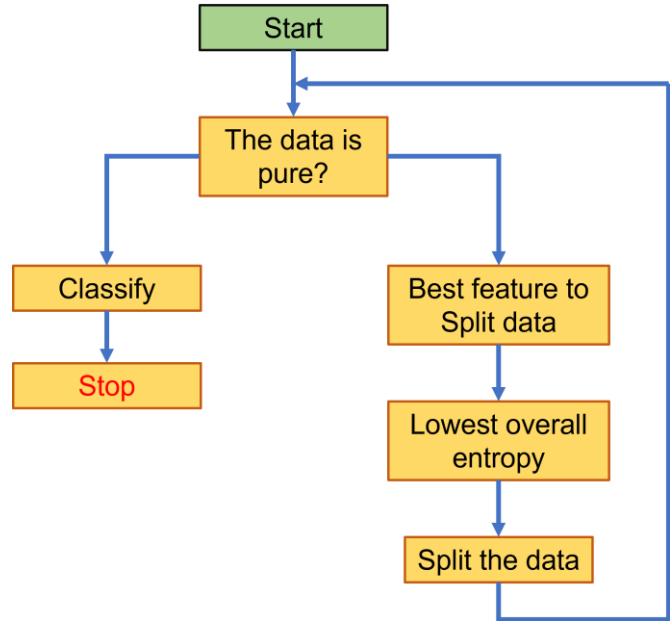 Start
The data is
pure?
Classify
Best feature to
Split data
Stop
Lowest overall
entropy
Split the data